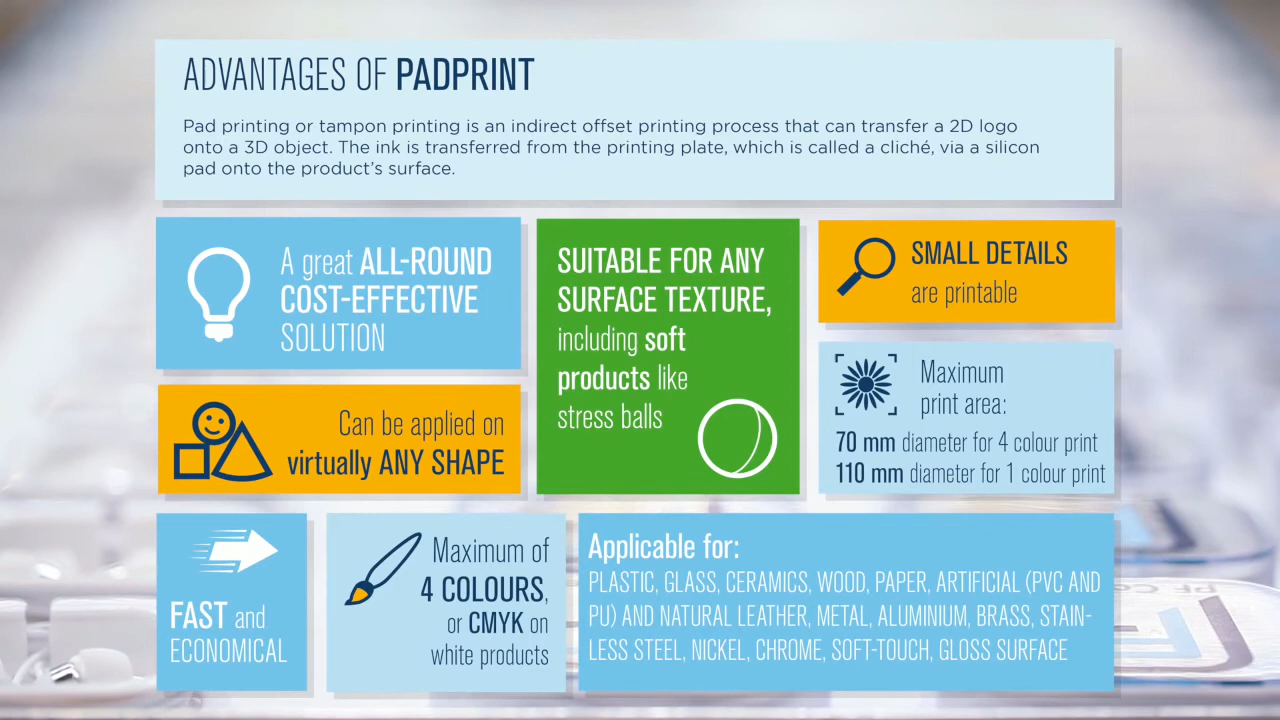 ADVANTAGES OF PADPRINT
Pad printing or tampon printing is an indirect offset printing process that can transfer a 2D logo
onto a 3D object. The ink is transferred from the printing plate, which is called a cliché, via a silicon
pad onto the product's surface.
A great ALL-ROUND
COST-EFFECTIVE
SOLUTION
SUITABLE FOR ANY
SURFACE TEXTURE,
including soft
products like
stress balls
SMALL DETAILS
are printable
Maximum
print area:
70 mm diameter for 4 colour print
110 mm diameter for 1 colour print
Can be applied on
virtually ANY SHAPE
FAST and
ECONOMICAL
Maximum of
4 COLOURS,
or CMYK on
white products
Applicable for:
PLASTIC, GLASS, CERAMICS, WOOD, PAPER, ARTIFICIAL (PVC AND
PU) AND NATURAL LEATHER, METAL, ALUMINIUM, BRASS, STAIN-
LESS STEEL, NICKEL, CHROME, SOFT-TOUCH, GLOSS SURFACE